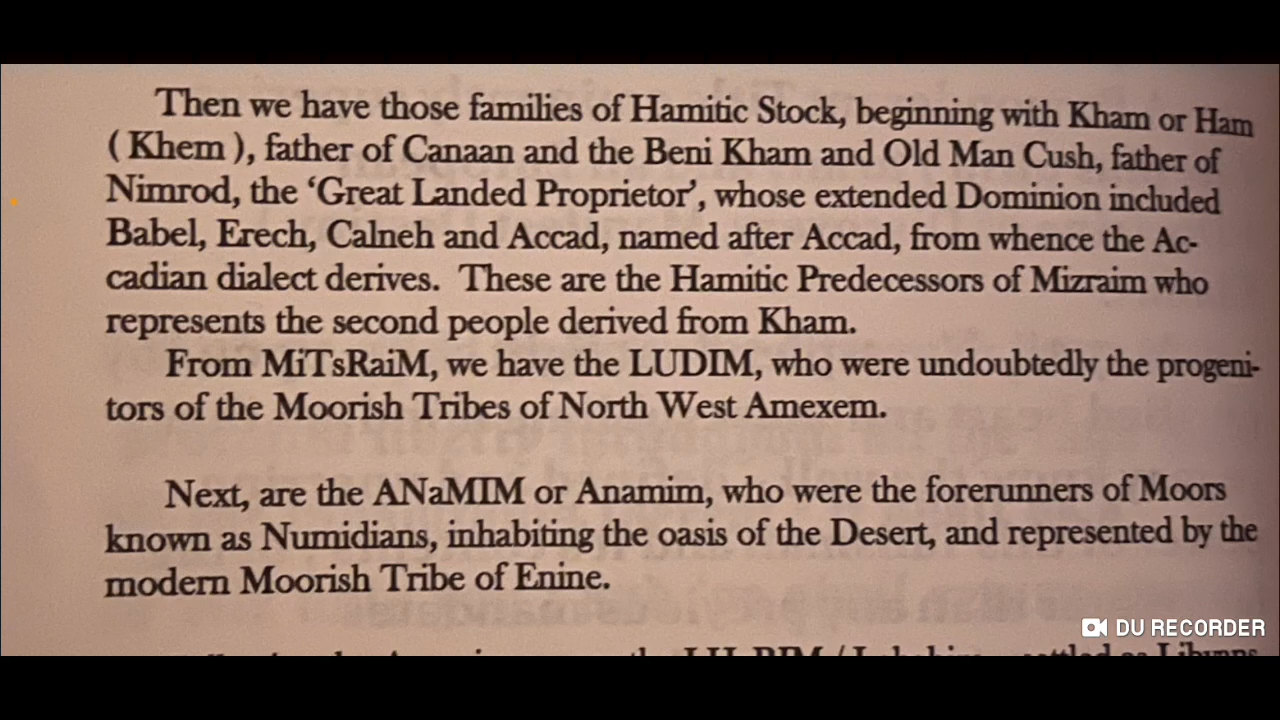 Then we have those families of Hamitic Stock, beginning with Kham or Ham
( Khem ), father of Canaan and the Beni Kham and Old Man Cush, father of
Nimrod, the ‘Great Landed Proprietor’, whose extended Dominion included
Babel, Erech, Calneh and Accad, named after Accad, from whence the Ac-
cadian dialect derives. These are the Hamitic Predecessors of Mizraim who
represents the second people derived from Kham.
From MiTsRaiM, we have the LUDIM, who were undoubtedly the progeni-
tors of the Moorish Tribes of North West Amexem.
Next, are the ANaMIM or Anamim, who were the forerunners of Moors
known as Numidians, inhabiting the oasis of the Desert, and represented by the
modern Moorish Tribe of Enine.
DU RECORDER